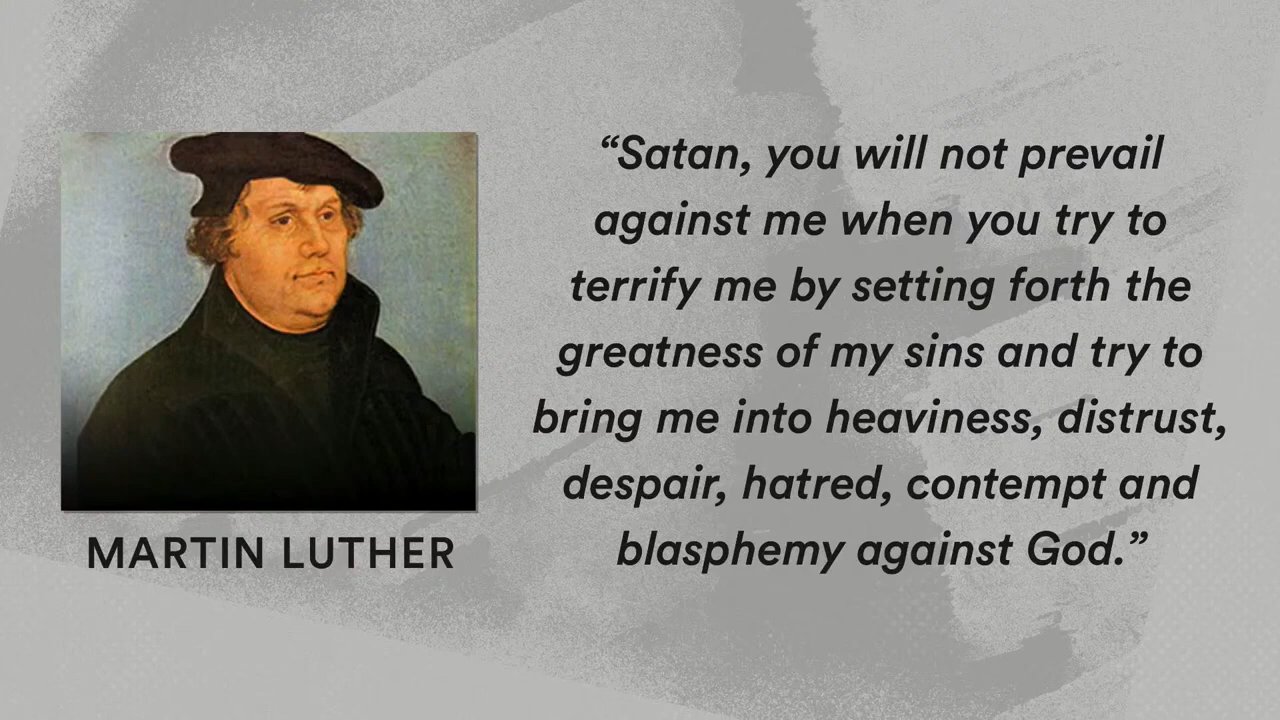 “Satan, you will not prevail
against me when you try to
terrify me by setting forth the
greatness of my sins and try to
bring me into heaviness, distrust,
despair, hatred, contempt and
blasphemy against God.”
MARTIN LUTHER